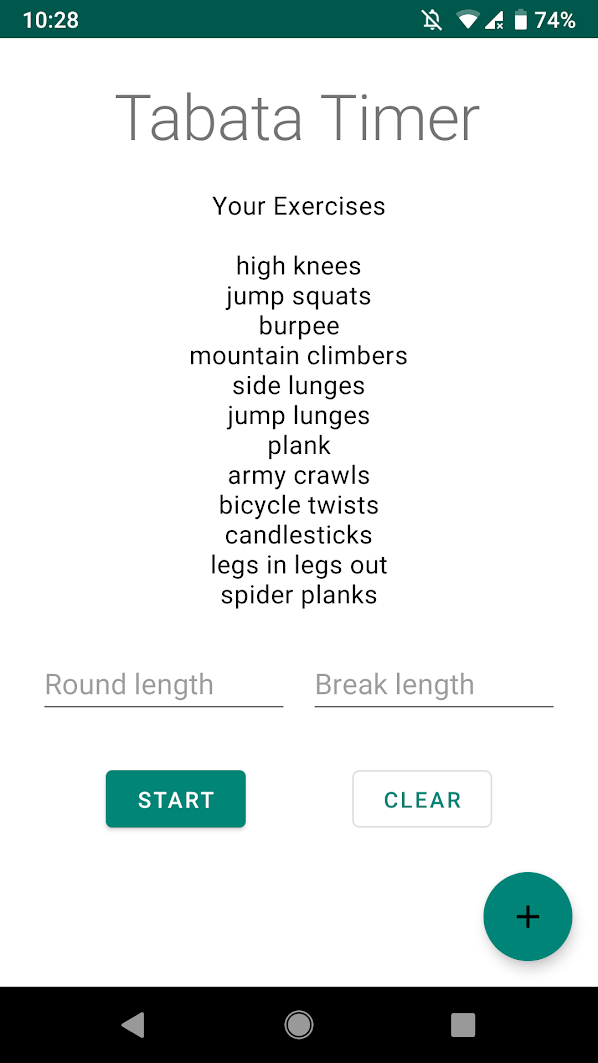 10:28
74%
Tabata Timer
Your Exercises
high knees
jump squats
burpee
mountain climbers
side lunges
jump lunges
plank
army crawls
bicycle twists
candlesticks
legs in legs out
spider planks
Round length
Break length
START
CLEAR
+